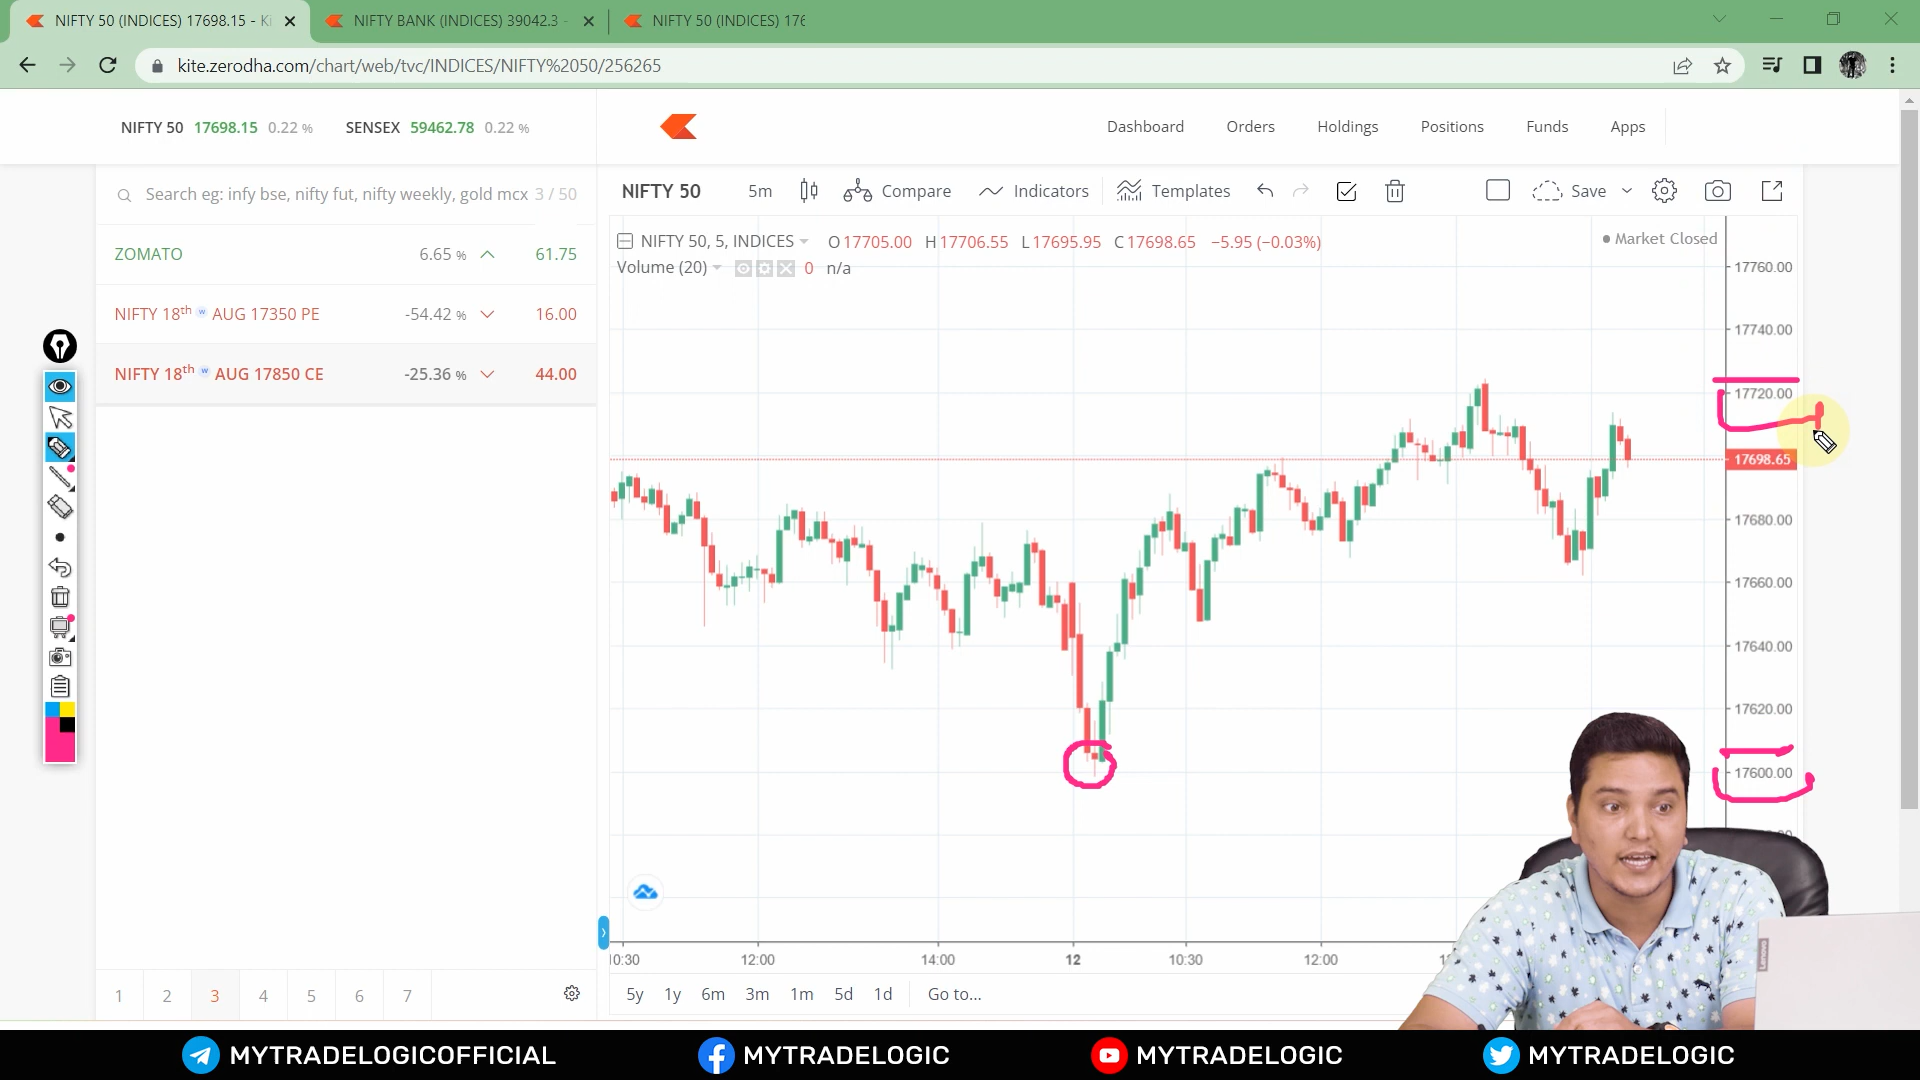 NIFTY 50 (INDICES) 17698.15 - Ki
NIFTY BANK (INDICES) 39042.3 -
NIFTY 50 (INDICES) 176
kite.zerodha.com/chart/web/tvc/INDICES/NIFTY%2050/256265
NIFTY 50 17698.15 0.22 % SENSEX 59462.78 0.22 %
Dashboard Orders Holdings Positions Funds Apps
Search eg: infy bse, nifty fut, nifty weekly, gold mcx 3 / 50
NIFTY 50 5m Compare Indicators Templates Save
ZOMATO 6.65 % 61.75
NIFTY 18th w AUG 17350 PE -54.42 % 16.00
NIFTY 18th w AUG 17850 CE -25.36 % 44.00
NIFTY 50, 5, INDICES O17705.00 H17706.55 L17695.95 C17698.65 −5.95 (−0.03%)
Market Closed
Volume (20) 0 n/a
17760.00
17740.00
17720.00
17698.65
17680.00
17660.00
17640.00
17620.00
17600.00
10:30 12:00 14:00 12 10:30 12:00
1 2 3 4 5 6 7
5y 1y 6m 3m 1m 5d 1d Go to...
Lenovo
MYTRADELOGICOFFICIAL MYTRADELOGIC MYTRADELOGIC MYTRADELOGIC